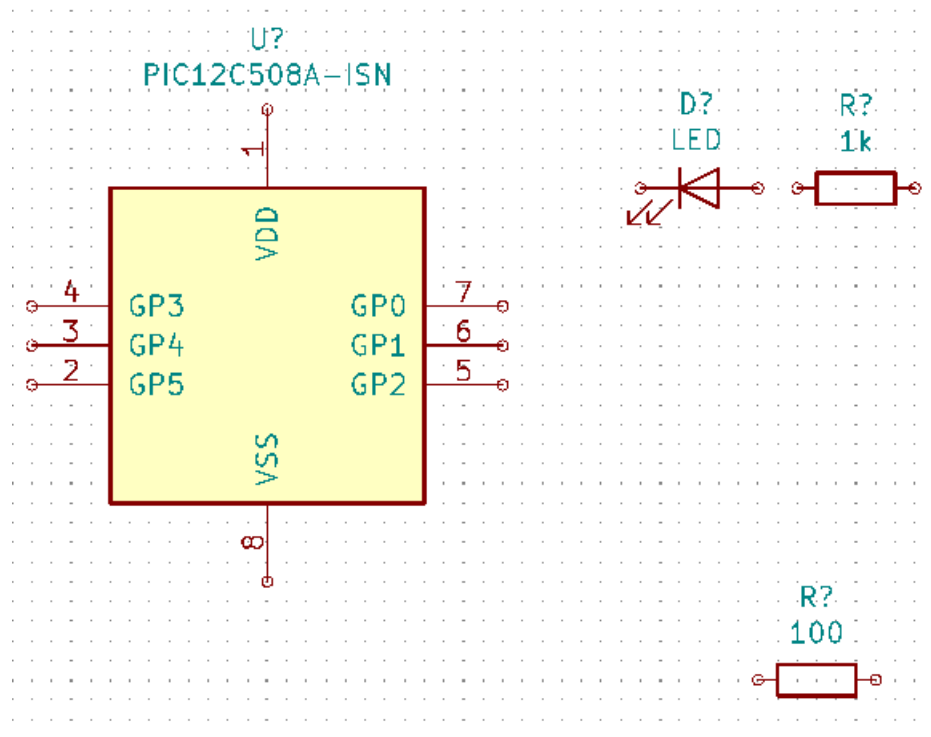 U?
PIC12C508A-ISN
D?
LED
R?
1k
1
VDD
4
GP3
GP0
7
3
GP4
GP1
6
2
GP5
GP2
5
VSS
8
R?
100